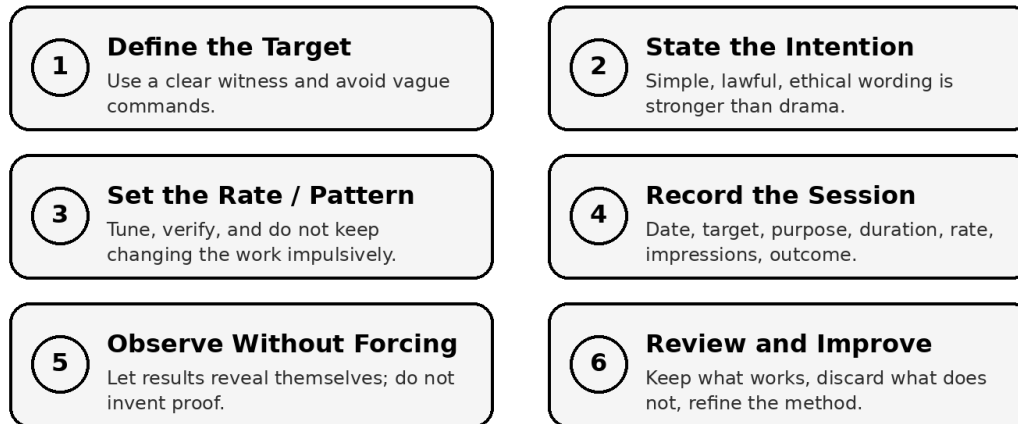 1
Define the Target
Use a clear witness and avoid vague
commands.
2
State the Intention
Simple, lawful, ethical wording is
stronger than drama.
3
Set the Rate / Pattern
Tune, verify, and do not keep
changing the work impulsively.
4
Record the Session
Date, target, purpose, duration, rate,
impressions, outcome.
5
Observe Without Forcing
Let results reveal themselves; do not
invent proof.
6
Review and Improve
Keep what works, discard what does
not, refine the method.